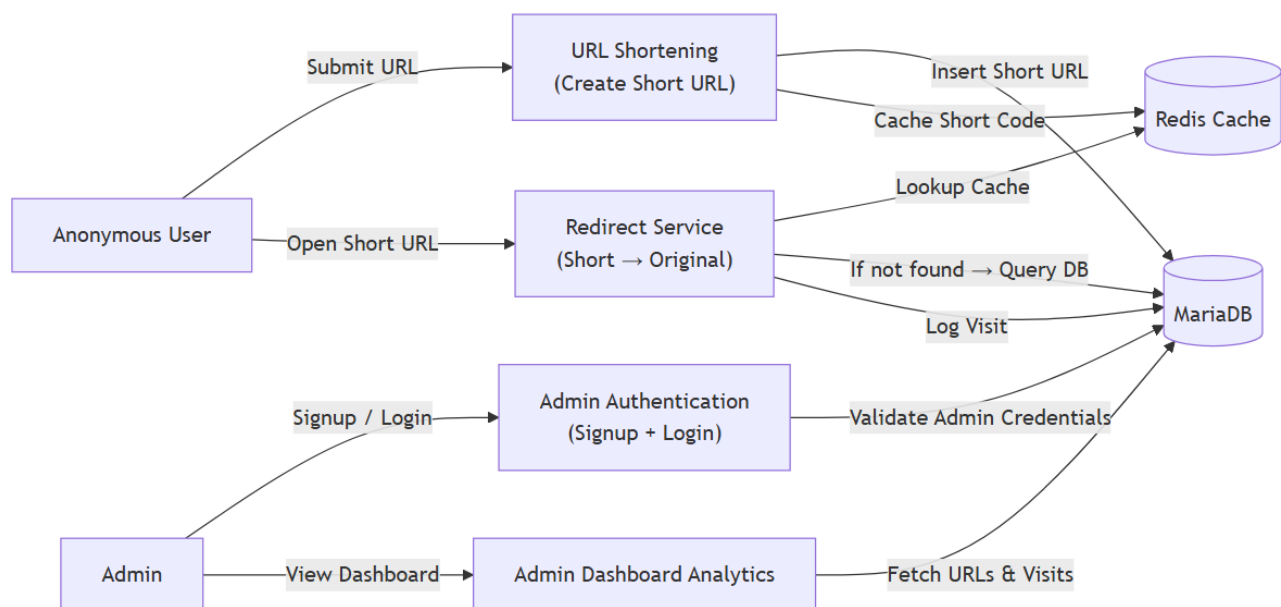 URL Shortening
(Create Short URL)
Submit URL
Insert Short URL
Cache Short Code
Redis Cache
Lookup Cache
Anonymous User
Open Short URL
Redirect Service
(Short → Original)
If not found → Query DB
Log Visit
MariaDB
Signup / Login
Admin Authentication
(Signup + Login)
Validate Admin Credentials
Admin
View Dashboard
Admin Dashboard Analytics
Fetch URLs & Visits